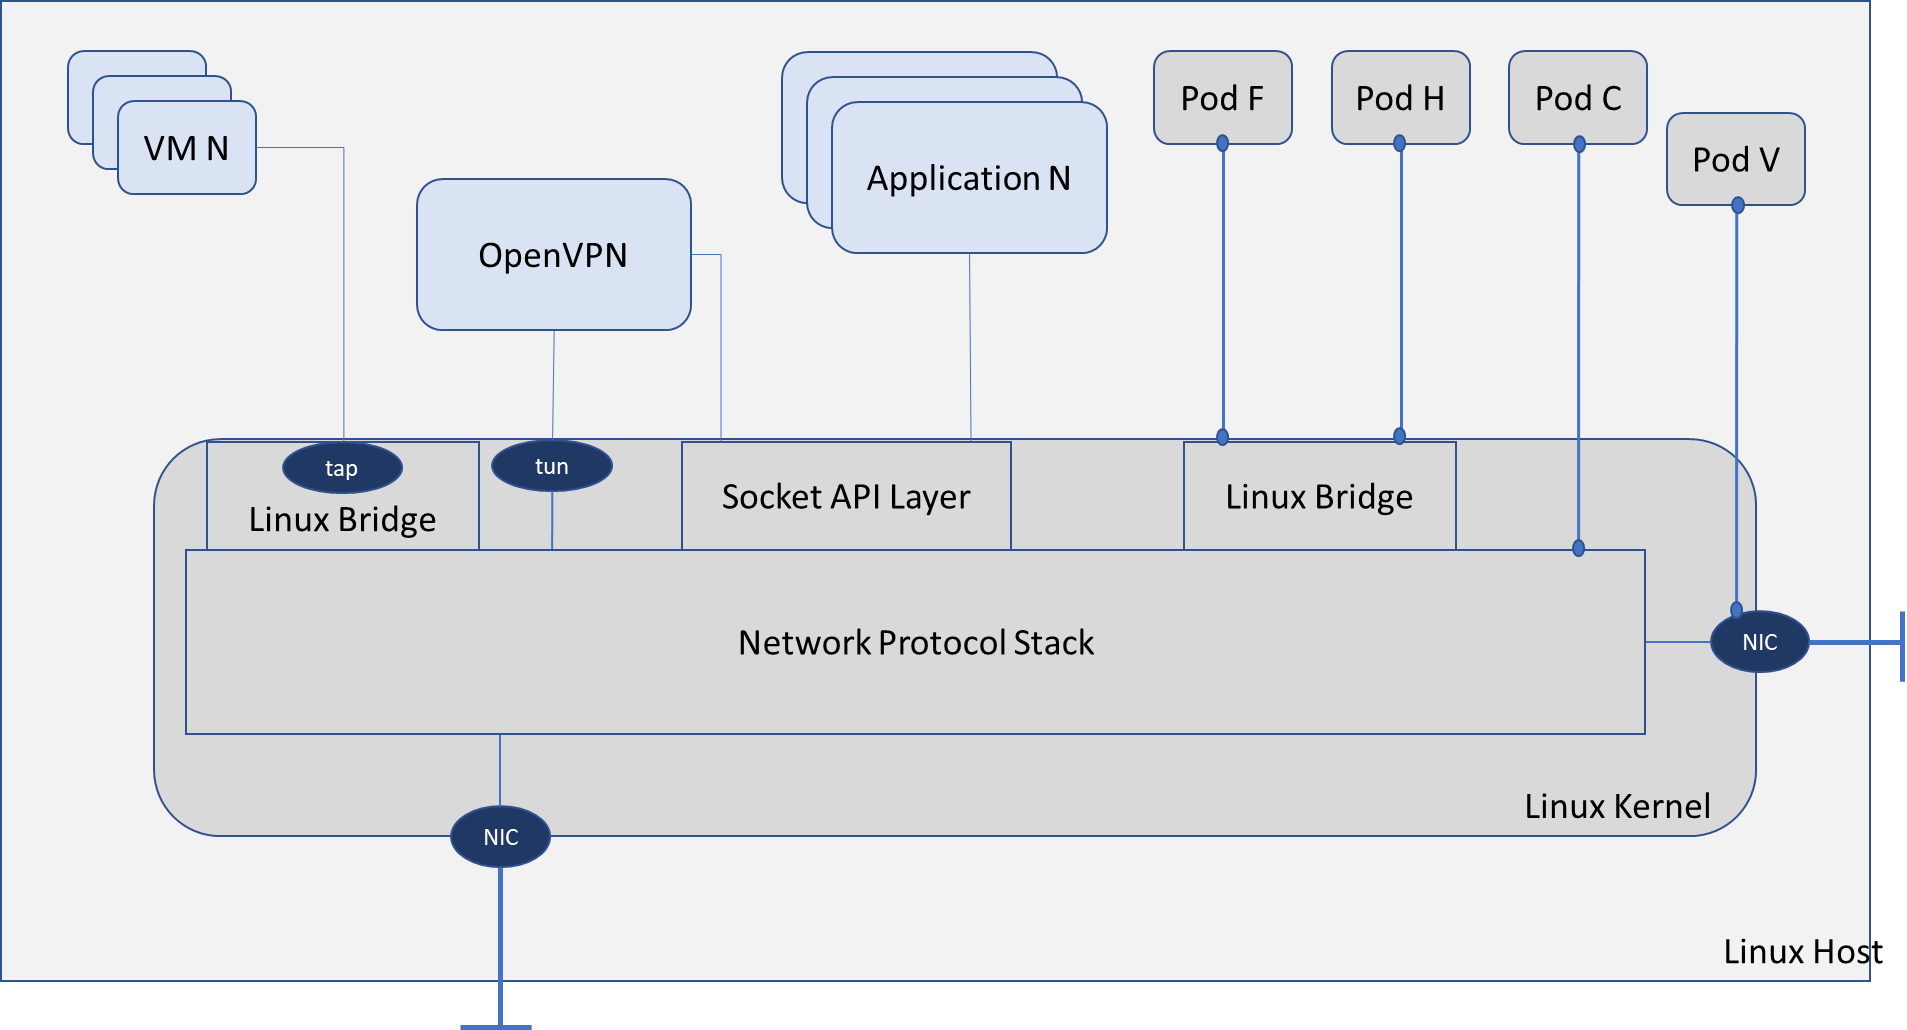 VM N
OpenVPN
Application N
Pod F
Pod H
Pod C
Pod V
tap
Linux Bridge
tun
Socket API Layer
Linux Bridge
Network Protocol Stack
NIC
Linux Kernel
NIC
Linux Host